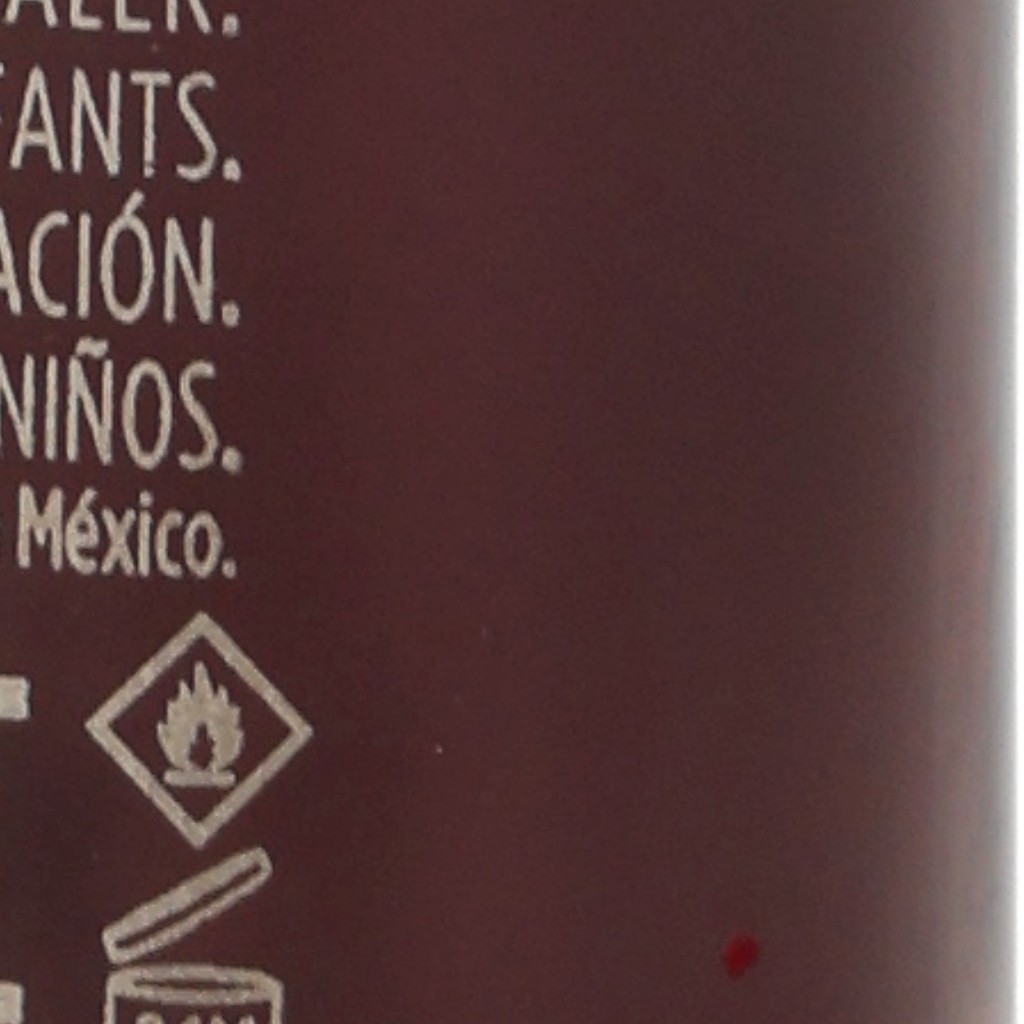 FANTS.
ACIÓN.
NIÑOS.
México.